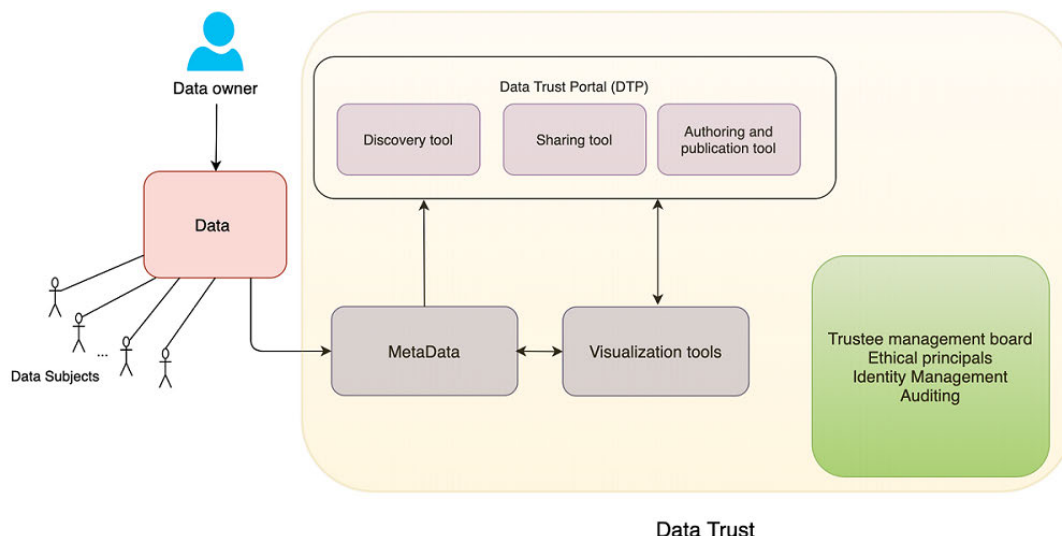 Data owner
Data Trust Portal (DTP)
Discovery tool
Sharing tool
Authoring and
publication tool
Data
...
Data Subjects
MetaData
Visualization tools
Trustee management board
Ethical principals
Identity Management
Auditing
Data Trust